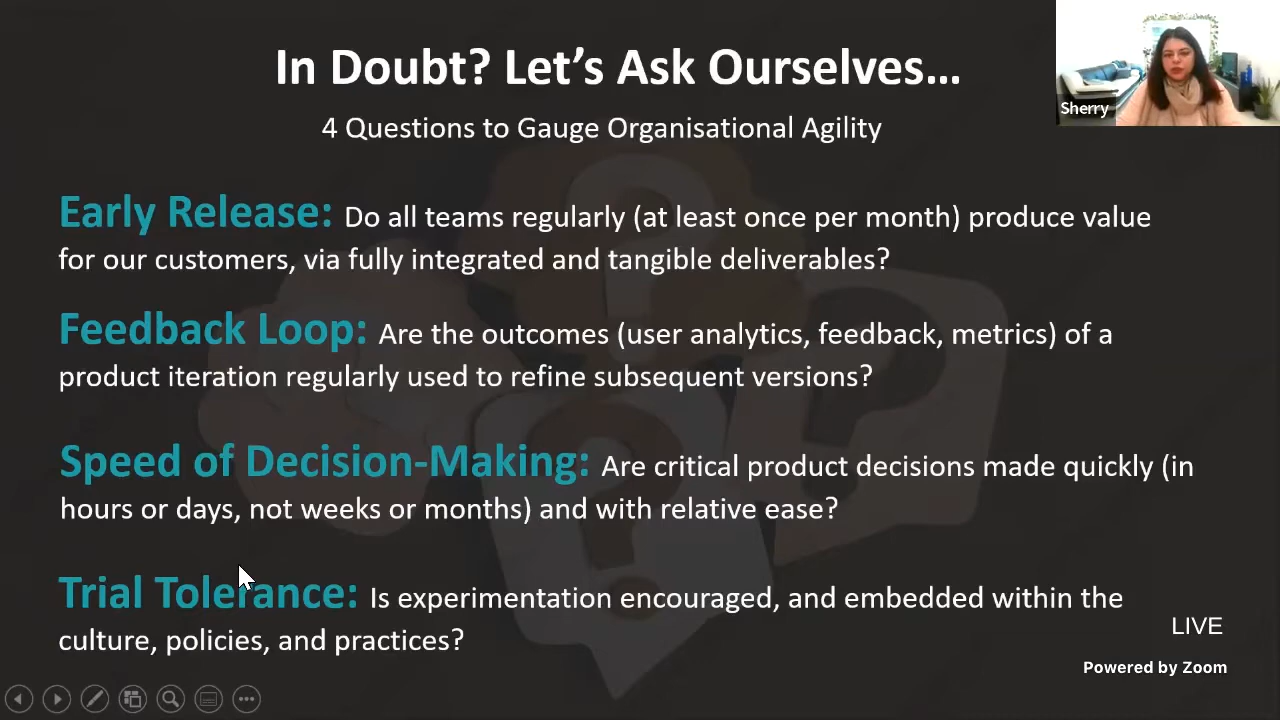 In Doubt? Let's Ask Ourselves...
4 Questions to Gauge Organisational Agility
Sherry
Early Release: Do all teams regularly (at least once per month) produce value
for our customers, via fully integrated and tangible deliverables?
Feedback Loop: Are the outcomes (user analytics, feedback, metrics) of a
product iteration regularly used to refine subsequent versions?
Speed of Decision-Making: Are critical product decisions made quickly (in
hours or days, not weeks or months) and with relative ease?
Trial Tolerance: Is experimentation encouraged, and embedded within the
culture, policies, and practices?
LIVE
Powered by Zoom